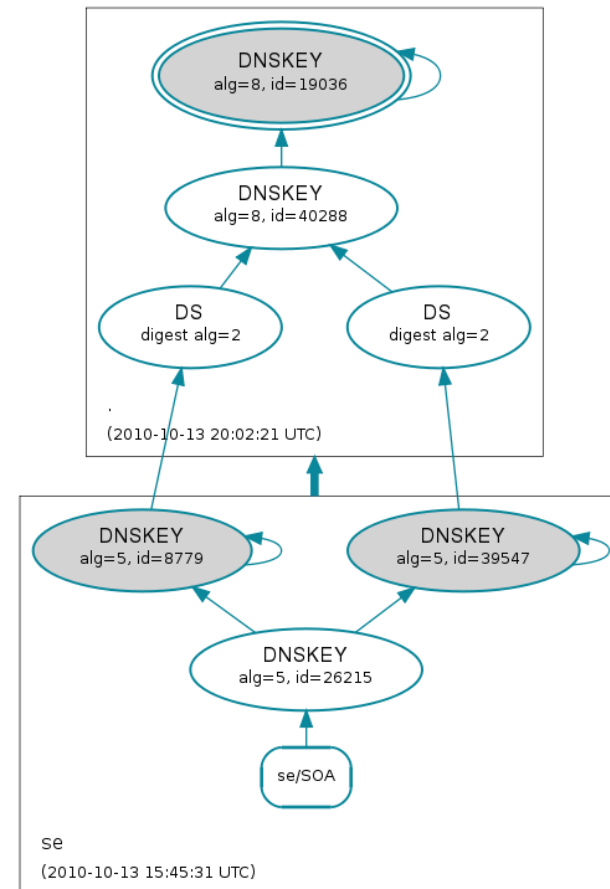 DNSKEY
alg=8, id=19036
DNSKEY
alg=8, id=40288
DS
digest alg=2
DS
digest alg=2
.
(2010-10-13 20:02:21 UTC)
DNSKEY
alg=5, id=8779
DNSKEY
alg=5, id=39547
DNSKEY
alg=5, id=26215
se/SOA
se
(2010-10-13 15:45:31 UTC)